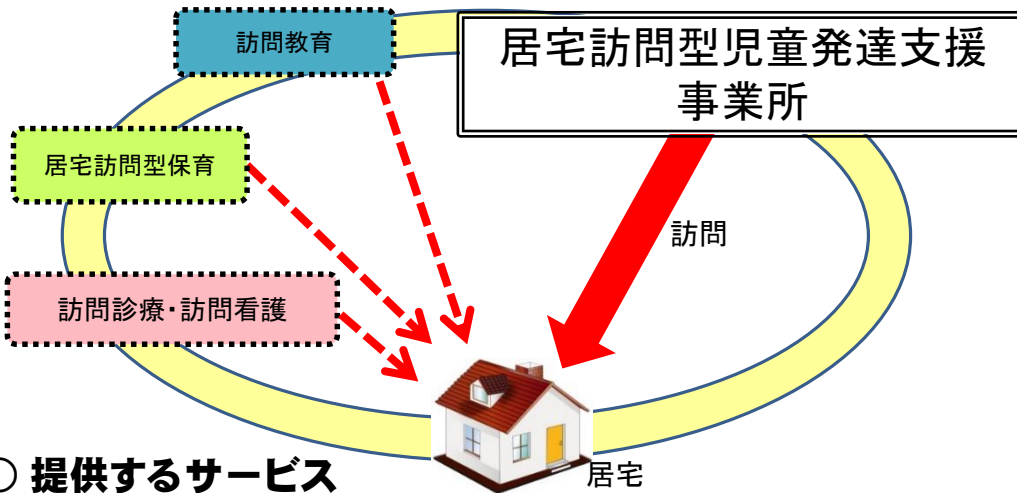 訪問教育
居宅訪問型児童発達支援
事業所
居宅訪問型保育
訪問
訪問診療・訪問看護
居宅
○ 提供するサービス